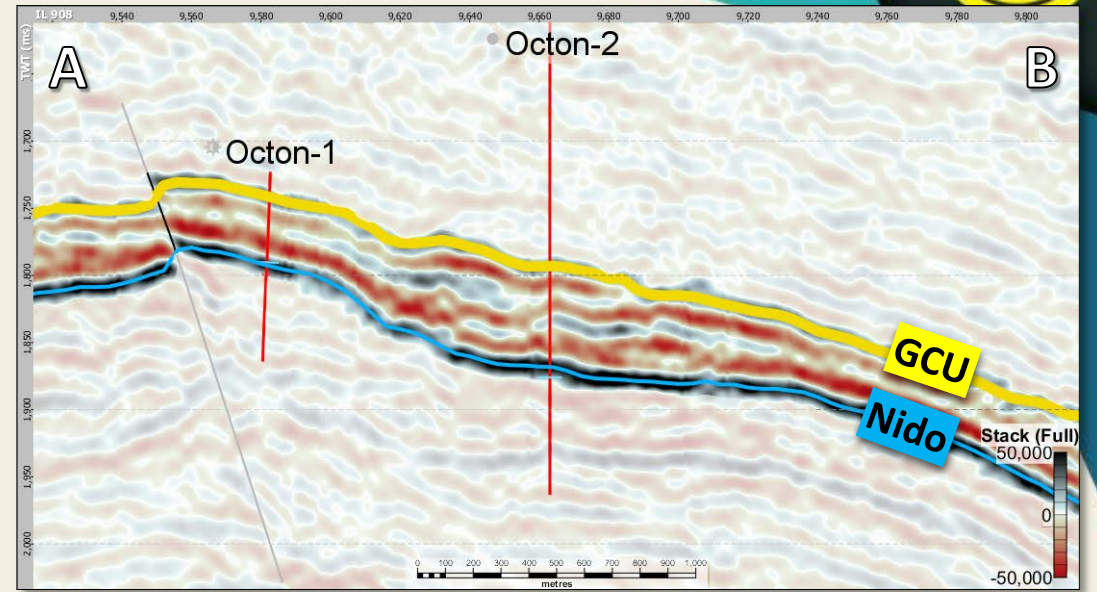 IL 908
9,540 9,560 9,580 9,600 9,620 9,640 9,660 9,680 9,700 9,720 9,740 9,760 9,780 9,800
TWT (ms)
A
Octon-2
B
1,700
Octon-1
1,750
1,800
1,850
GCU
1,900
Nido
Stack (Full)
50,000
1,950
0
2,000
0 100 200 300 400 500 600 700 800 900 1,000
-50,000
metres